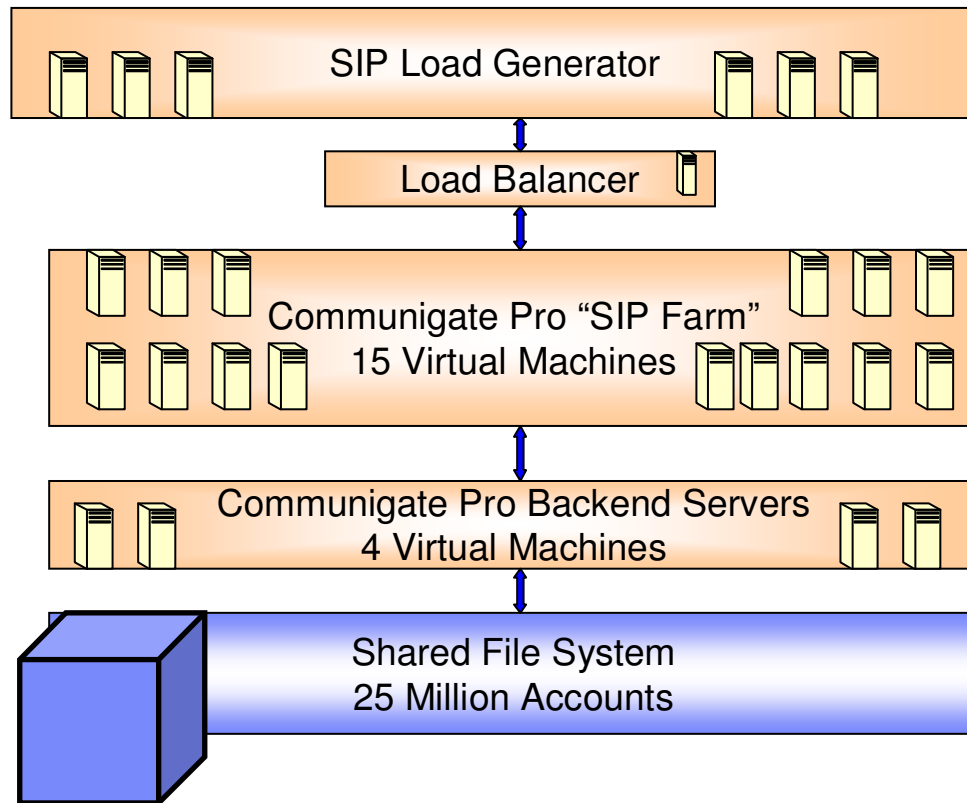 SIP Load Generator
Load Balancer
Communigate Pro “SIP Farm”
15 Virtual Machines
Communigate Pro Backend Servers
4 Virtual Machines
Shared File System
25 Million Accounts